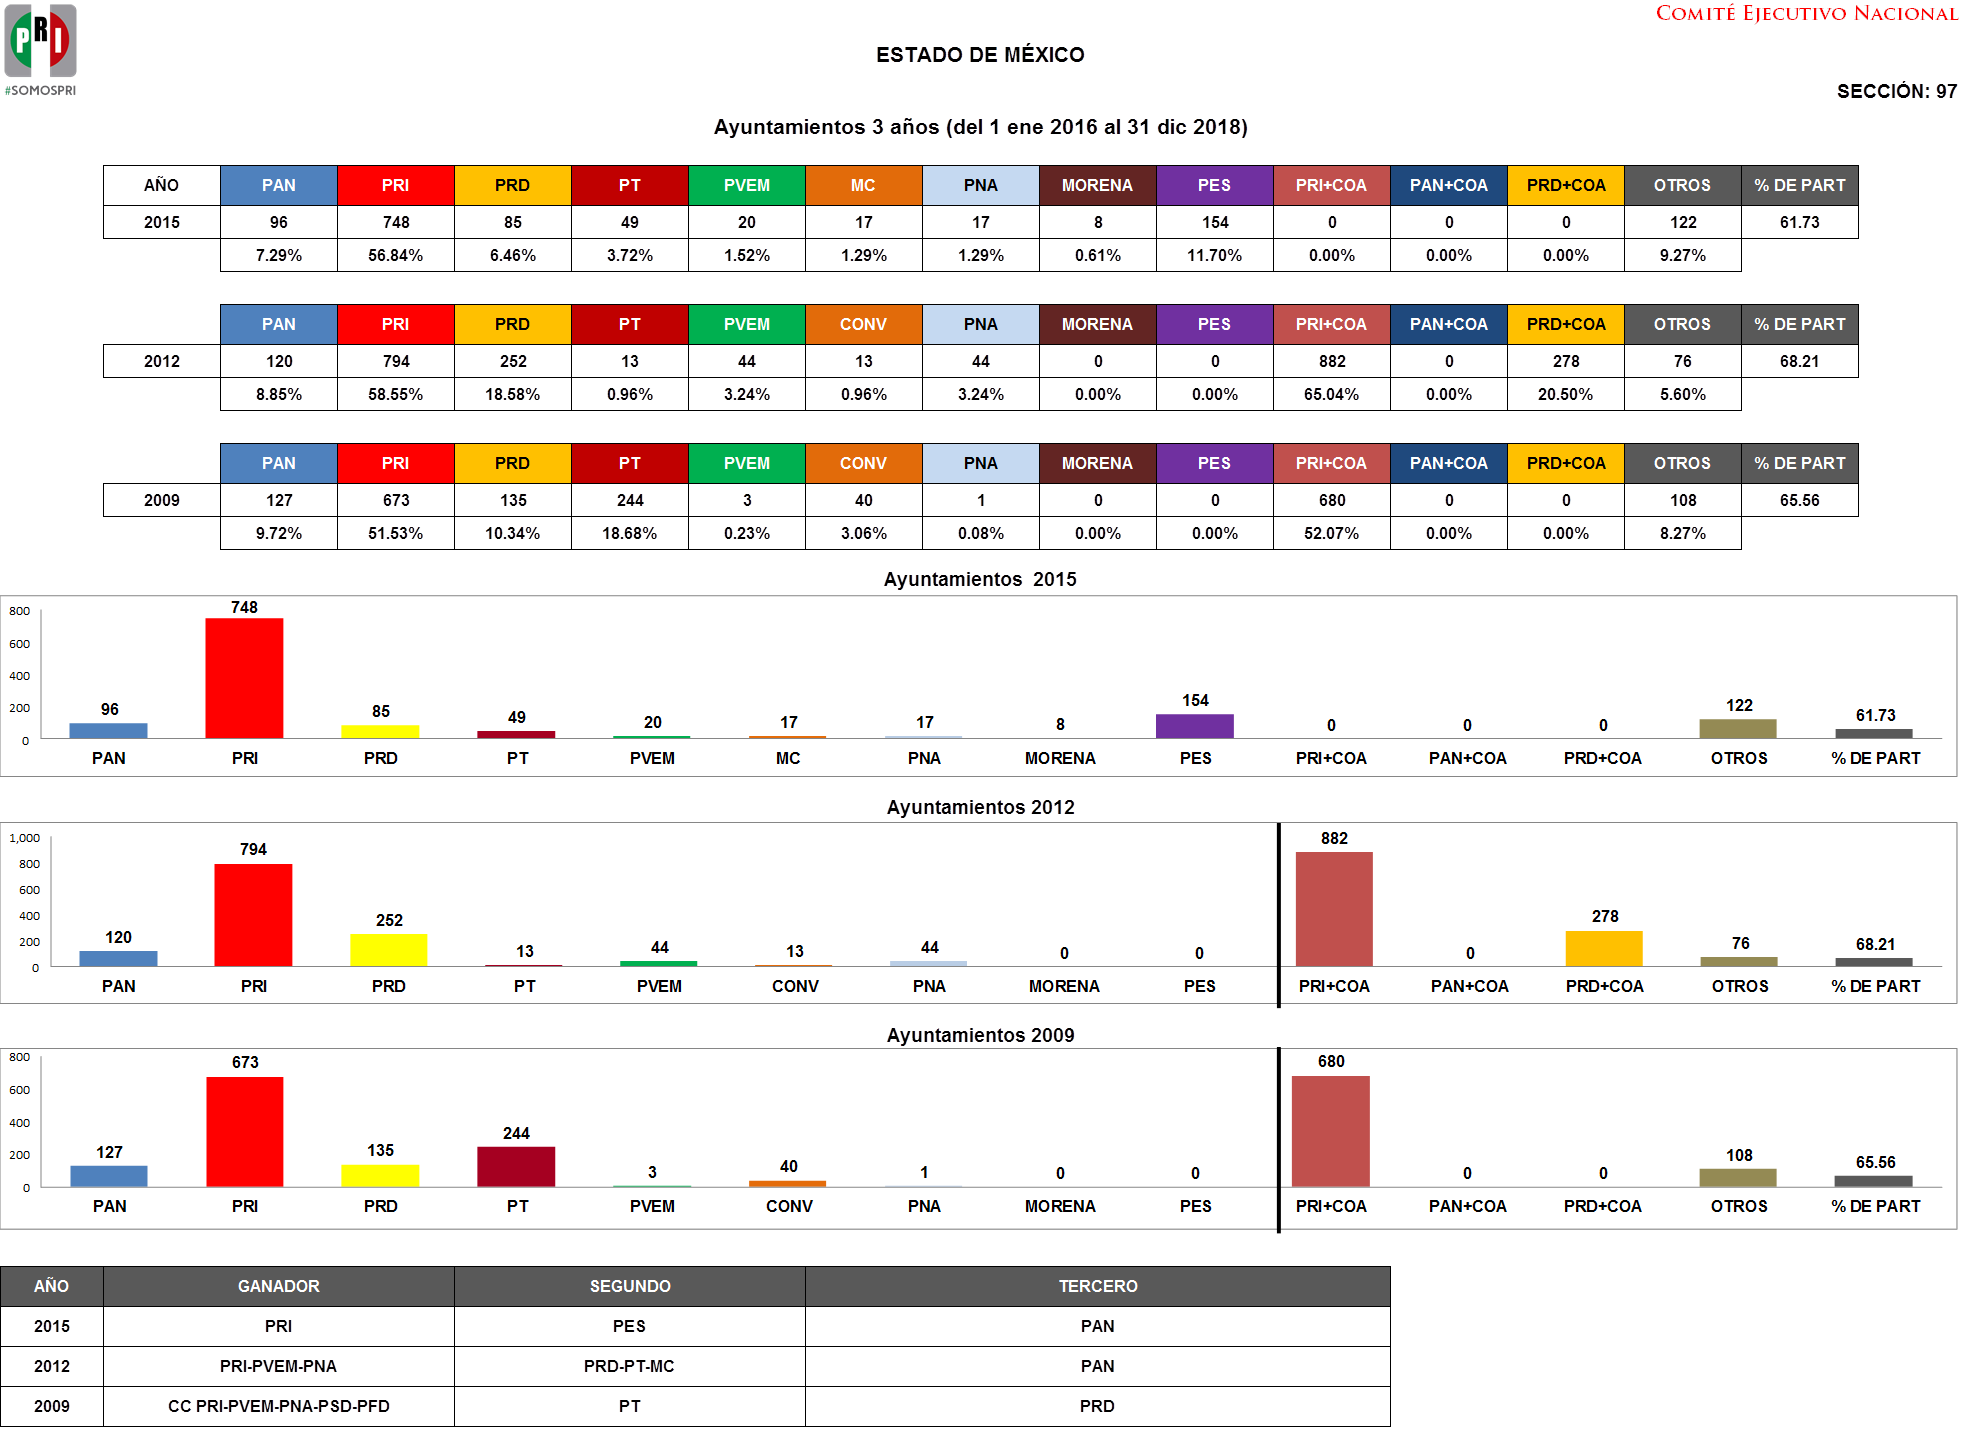 PRI
#SOMOSPRI
COMITÉ EJECUTIVO NACIONAL
ESTADO DE MÉXICO
SECCIÓN: 97
Ayuntamientos 3 años (del 1 ene 2016 al 31 dic 2018)
AÑO PAN PRI PRD PT PVEM MC PNA MORENA PES PRI+COA PAN+COA PRD+COA OTROS % DE PART
2015 96 748 85 49 20 17 17 8 154 0 0 0 122 61.73
7.29% 56.84% 6.46% 3.72% 1.52% 1.29% 1.29% 0.61% 11.70% 0.00% 0.00% 0.00% 9.27%
PAN PRI PRD PT PVEM CONV PNA MORENA PES PRI+COA PAN+COA PRD+COA OTROS % DE PART
2012 120 794 252 13 44 13 44 0 0 882 0 278 76 68.21
8.85% 58.55% 18.58% 0.96% 3.24% 0.96% 3.24% 0.00% 0.00% 65.04% 0.00% 20.50% 5.60%
PAN PRI PRD PT PVEM CONV PNA MORENA PES PRI+COA PAN+COA PRD+COA OTROS % DE PART
2009 127 673 135 244 3 40 1 0 0 680 0 0 108 65.56
9.72% 51.53% 10.34% 18.68% 0.23% 3.06% 0.08% 0.00% 0.00% 52.07% 0.00% 0.00% 8.27%
Ayuntamientos 2015
800
600
400
200
0
96 748 85 49 20 17 17 8 154 0 0 0 122 61.73
PAN PRI PRD PT PVEM MC PNA MORENA PES PRI+COA PAN+COA PRD+COA OTROS % DE PART
Ayuntamientos 2012
1,000
800
600
400
200
0
120 794 252 13 44 13 44 0 0 882 0 278 76 68.21
PAN PRI PRD PT PVEM CONV PNA MORENA PES PRI+COA PAN+COA PRD+COA OTROS % DE PART
Ayuntamientos 2009
800
600
400
200
0
127 673 135 244 3 40 1 0 0 680 0 0 108 65.56
PAN PRI PRD PT PVEM CONV PNA MORENA PES PRI+COA PAN+COA PRD+COA OTROS % DE PART
AÑO GANADOR SEGUNDO TERCERO
2015 PRI PES PAN
2012 PRI-PVEM-PNA PRD-PT-MC PAN
2009 CC PRI-PVEM-PNA-PSD-PFD PT PRD